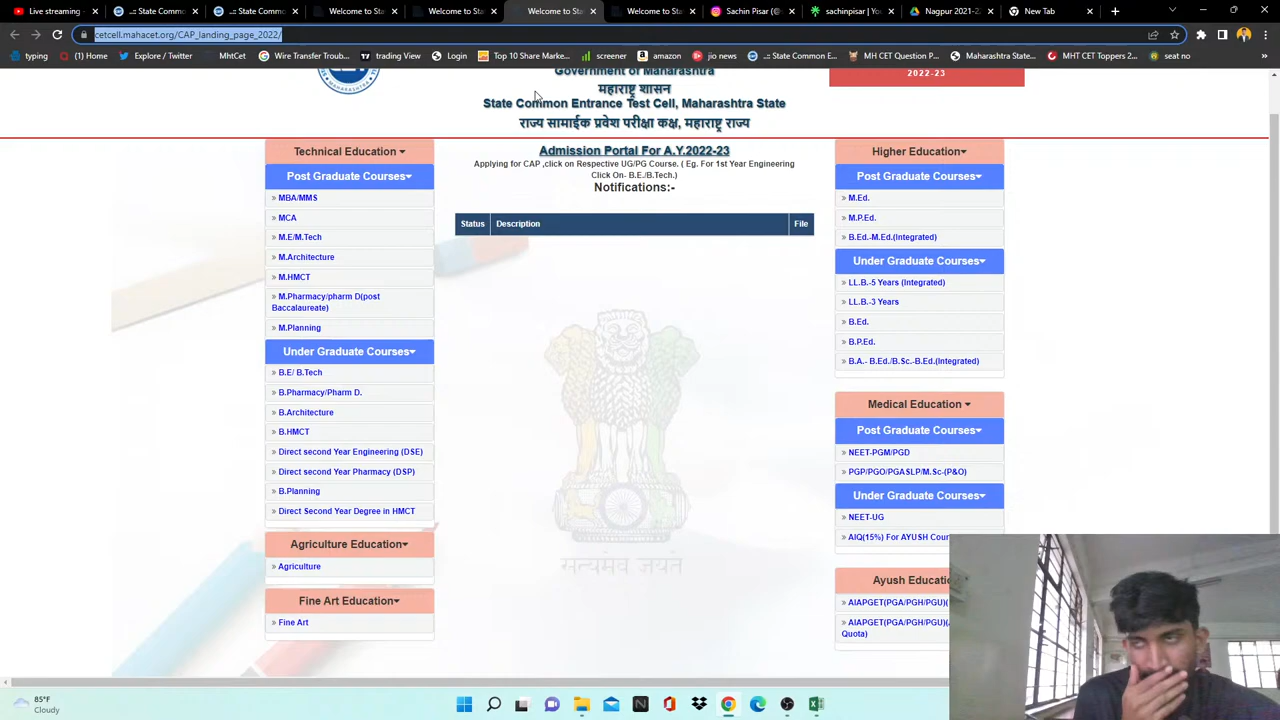 Live streaming
State Comm
State Comm
Welcome to St
Welcome to St
Welcome to St
Welcome to St
Sachin Pisar (@
sachinpisar | Yo
Nagpur 2021-2
New Tab
cetcell.mahacet.org/CAP_landing_page_2022/
typing
(1) Home
Explore / Twitter
MhtCet
Wire Transfer Troub...
trading View
Login
Top 10 Share Marke...
screener
amazon
jio news
..:: State Common E...
MH CET Question P...
Maharashtra State...
MHT CET Toppers 2...
seat no
Government of Maharashtra
2022-23
महाराष्ट्र शासन
State Common Entrance Test Cell, Maharashtra State
राज्य सामाईक प्रवेश परीक्षा कक्ष, महाराष्ट्र राज्य
Technical Education
Post Graduate Courses
MBA/MMS
MCA
M.E/M.Tech
M.Architecture
M.HMCT
M.Pharmacy/pharm D(post
Baccalaureate)
M.Planning
Under Graduate Courses
B.E/ B.Tech
B.Pharmacy/Pharm D.
B.Architecture
B.HMCT
Direct second Year Engineering (DSE)
Direct second Year Pharmacy (DSP)
B.Planning
Direct Second Year Degree in HMCT
Agriculture Education
Agriculture
Fine Art Education
Fine Art
Admission Portal For A.Y.2022-23
Applying for CAP ,click on Respective UG/PG Course. ( Eg. For 1st Year Engineering
Click On- B.E./B.Tech.)
Notifications:-
Status Description File
सत्यमेव जयते
Higher Education
Post Graduate Courses
M.Ed.
M.P.Ed.
B.Ed.-M.Ed.(Integrated)
Under Graduate Courses
LL.B.-5 Years (Integrated)
LL.B.-3 Years
B.Ed.
B.P.Ed.
B.A.- B.Ed./B.Sc.-B.Ed.(Integrated)
Medical Education
Post Graduate Courses
NEET-PGM/PGD
PGP/PGO/PGASLP/M.Sc-(P&O)
Under Graduate Courses
NEET-UG
AIQ(15%) For AYUSH Cour
Ayush Educatio
AIAPGET(PGA/PGH/PGU)(
AIAPGET(PGA/PGH/PGU)(
Quota)
85°F
Cloudy